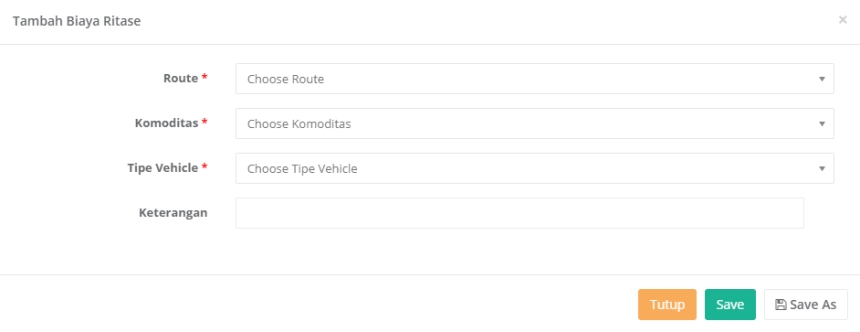 Tambah Biaya Ritase ×
Route * Choose Route
Komoditas * Choose Komoditas
Tipe Vehicle * Choose Tipe Vehicle
Keterangan
Tutup Save Save As